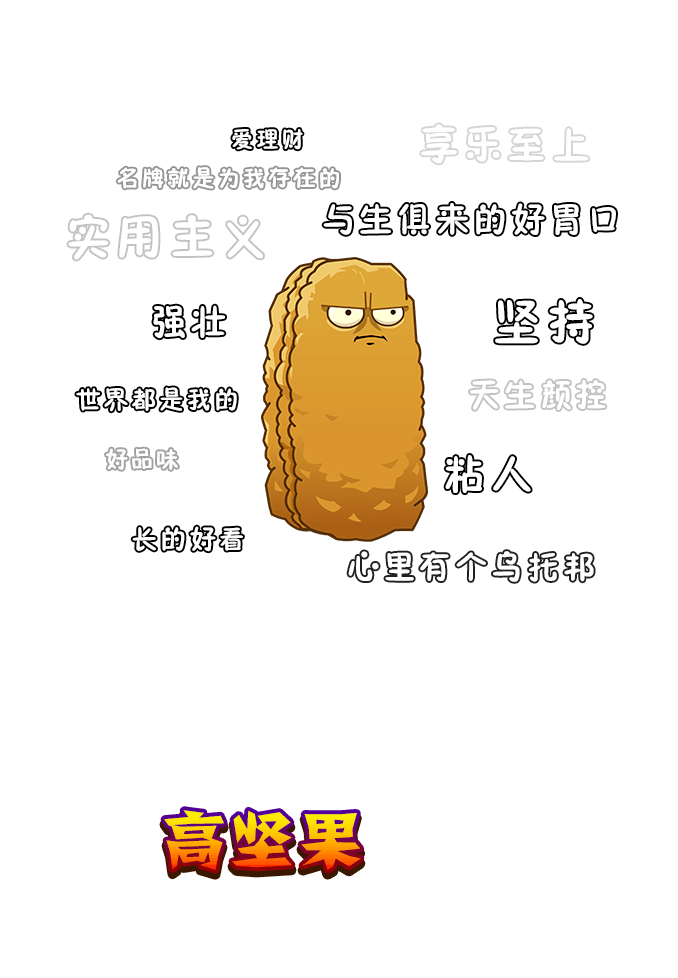 爱理财
享乐至上
名牌就是为我存在的
实用主义
与生俱来的好胃口
强壮
坚持
世界都是我的
天生颜控
好品味
粘人
长的好看
心里有个乌托邦
高坚果